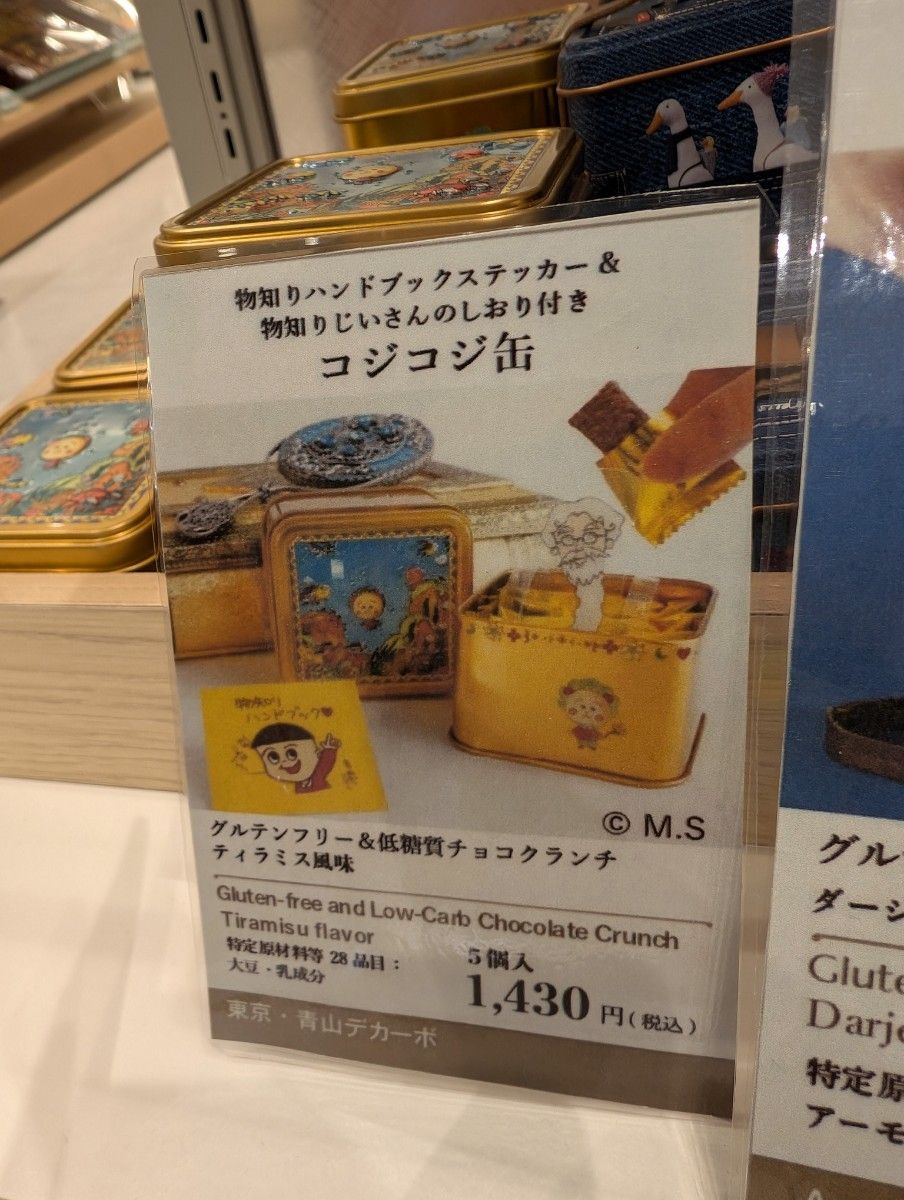 物知りハンドブックステッカー&
物知りじいさんのしおり付き
コジコジ缶
物知り
ハンドブック
© M.S
グルテンフリー&低糖質チョコクランチ
ティラミス風味
Gluten-free and Low-Carb Chocolate Crunch
Tiramisu flavor
特定原材料等 28 品目：
大豆・乳成分
5 個入
1,430 円(税込)
東京・青山デカーボ
グル
ダージ
Glute
Darje
特定原
アーモ